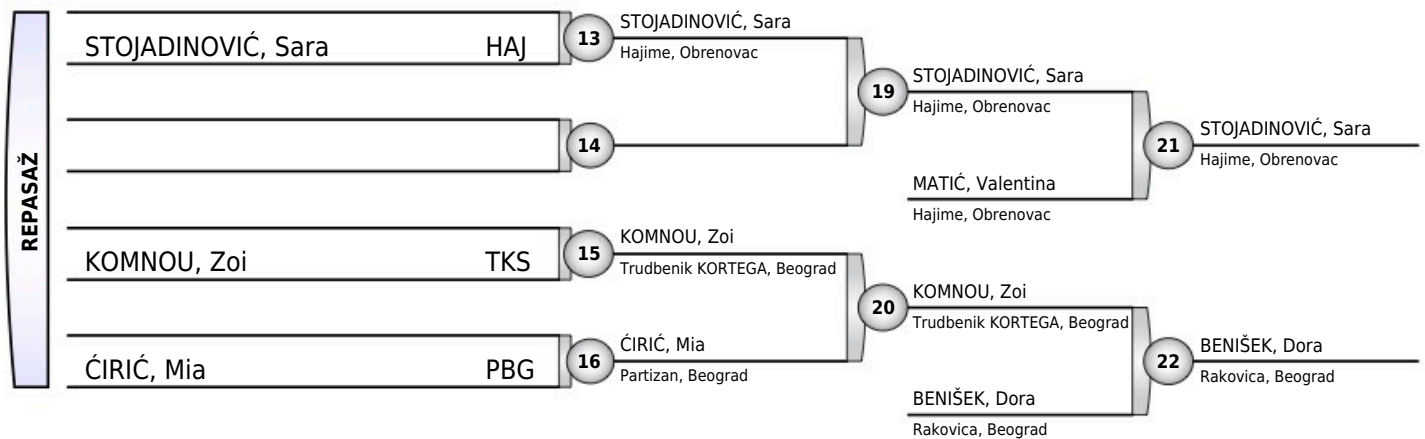 REPASAŽ
STOJADINOVIĆ, Sara HAJ
13
STOJADINOVIĆ, Sara
Hajime, Obrenovac
14
19
STOJADINOVIĆ, Sara
Hajime, Obrenovac
MATIĆ, Valentina
Hajime, Obrenovac
21
STOJADINOVIĆ, Sara
Hajime, Obrenovac
KOMNOU, Zoi TKS
15
KOMNOU, Zoi
Trudbenik KORTEGA, Beograd
ĆIRIĆ, Mia PBG
16
ĆIRIĆ, Mia
Partizan, Beograd
20
KOMNOU, Zoi
Trudbenik KORTEGA, Beograd
BENIŠEK, Dora
Rakovica, Beograd
22
BENIŠEK, Dora
Rakovica, Beograd